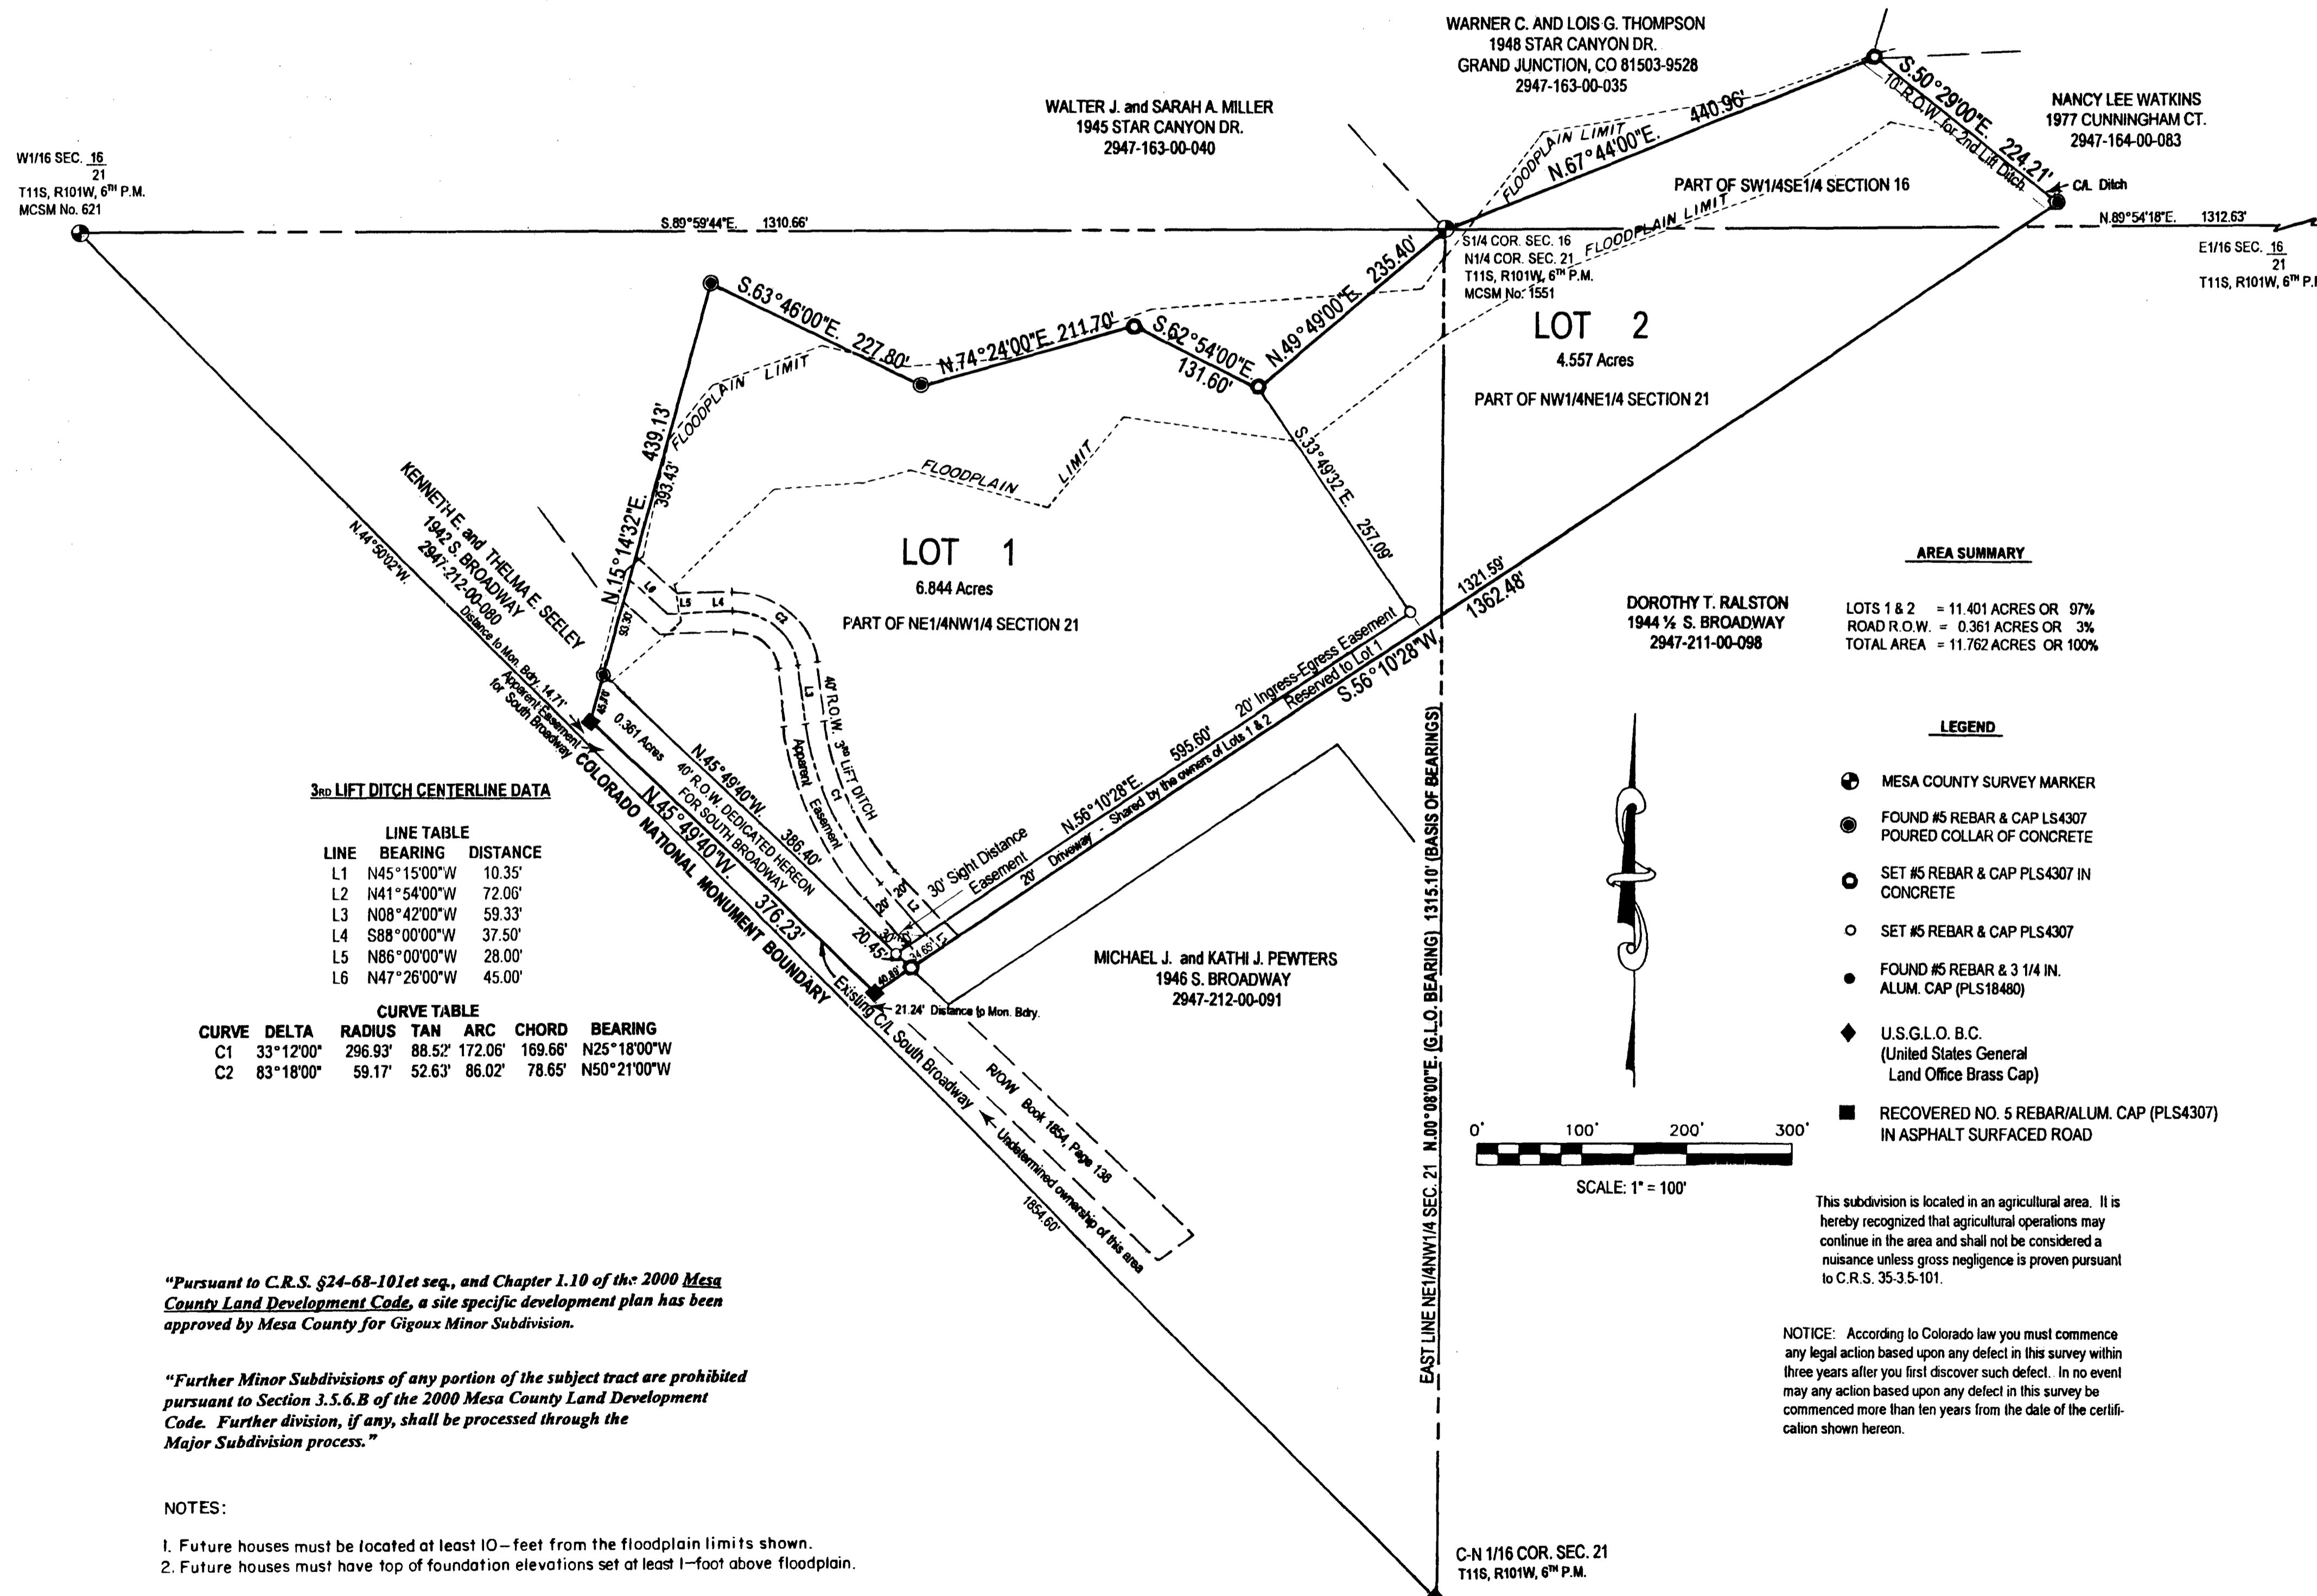 WARNER C. AND LOIS G. THOMPSON
1948 STAR CANYON DR.
GRAND JUNCTION, CO 81503-9528
2947-163-00-035
WALTER J. and SARAH A. MILLER
1945 STAR CANYON DR.
2947-163-00-040
NANCY LEE WATKINS
1977 CUNNINGHAM CT.
2947-164-00-083
W1/16 SEC. 16
21
T11S, R101W, 6TH P.M.
MCSM No. 621
S.50°29'00"E. 224.21'
10' R.O.W. for 2nd Lift Ditch
C/L Ditch
440.96'
N.67°44'00"E.
FLOODPLAIN LIMIT
PART OF SW1/4SE1/4 SECTION 16
FLOODPLAIN LIMIT
S.89°59'44"E. 1310.66'
N.89°54'18"E. 1312.63'
E1/16 SEC. 16
21
T11S, R101W, 6TH P.
S1/4 COR. SEC. 16
N1/4 COR. SEC. 21
T11S, R101W, 6TH P.M.
MCSM No. 1551
S.63°46'00"E. 227.80'
N.74°24'00"E. 211.70'
S.62°54'00"E.
131.60'
N.49°49'00"E. 235.40'
LOT 2
4.557 Acres
PART OF NW1/4NE1/4 SECTION 21
FLOODPLAIN LIMIT
N.15°14'32"E. 439.13'
393.43'
FLOODPLAIN LIMIT
S.33°49'32"E. 257.09'
KENNETH E. and THELMA E. SEELEY
1942 S. BROADWAY
2947-212-00-080
N.44°50'02"W.
Distance to Mon. Bdry. 14.71'
Apparent Easement
for South Broadway
LOT 1
6.844 Acres
PART OF NE1/4NW1/4 SECTION 21
L6
L5
L4
C2
93.30'
L3
40' R.O.W. 3RD LIFT DITCH
C1
Apparent Easement
45.70'
0.361 Acres
N.45°49'40"W. 386.40'
40' R.O.W. DEDICATED HEREON
FOR SOUTH BROADWAY
N.45°49'40"W. 376.23'
COLORADO NATIONAL MONUMENT BOUNDARY
1321.59'
1362.48'
S.56°10'28"W.
20' Ingress-Egress Easement
Reserved to Lot 1
N.56°10'28"E. 595.60'
Driveway - Shared by the owners of Lots 1 & 2
20'
30' Sight Distance
Easement
20'
20'
L2
L1
34.65'
20.45'
40.89'
21.24' Distance to Mon. Bdry.
Existing C/L South Broadway
R/O/W Book 1854, Page 138
Undetermined ownership of this area
1854.60'
DOROTHY T. RALSTON
1944 ½ S. BROADWAY
2947-211-00-098
MICHAEL J. and KATHI J. PEWTERS
1946 S. BROADWAY
2947-212-00-091
EAST LINE NE1/4NW1/4 SEC. 21 N.00°08'00"E. (G.L.O. BEARING) 1315.10' (BASIS OF BEARINGS)
AREA SUMMARY
LOTS 1 & 2 = 11.401 ACRES OR 97%
ROAD R.O.W. = 0.361 ACRES OR 3%
TOTAL AREA = 11.762 ACRES OR 100%
LEGEND
MESA COUNTY SURVEY MARKER
FOUND #5 REBAR & CAP LS4307
POURED COLLAR OF CONCRETE
SET #5 REBAR & CAP PLS4307 IN
CONCRETE
SET #5 REBAR & CAP PLS4307
FOUND #5 REBAR & 3 1/4 IN.
ALUM. CAP (PLS18480)
U.S.G.L.O. B.C.
(United States General
Land Office Brass Cap)
RECOVERED NO. 5 REBAR/ALUM. CAP (PLS4307)
IN ASPHALT SURFACED ROAD
0' 100' 200' 300'
SCALE: 1" = 100'
3RD LIFT DITCH CENTERLINE DATA
LINE TABLE
LINE BEARING DISTANCE
L1 N45°15'00"W 10.35'
L2 N41°54'00"W 72.06'
L3 N08°42'00"W 59.33'
L4 S88°00'00"W 37.50'
L5 N86°00'00"W 28.00'
L6 N47°26'00"W 45.00'
CURVE TABLE
CURVE DELTA RADIUS TAN ARC CHORD BEARING
C1 33°12'00" 296.93' 88.52' 172.06' 169.66' N25°18'00"W
C2 83°18'00" 59.17' 52.63' 86.02' 78.65' N50°21'00"W
This subdivision is located in an agricultural area. It is
hereby recognized that agricultural operations may
continue in the area and shall not be considered a
nuisance unless gross negligence is proven pursuant
to C.R.S. 35-3.5-101.
NOTICE: According to Colorado law you must commence
any legal action based upon any defect in this survey within
three years after you first discover such defect. In no event
may any action based upon any defect in this survey be
commenced more than ten years from the date of the certifi-
cation shown hereon.
"Pursuant to C.R.S. §24-68-101et seq., and Chapter 1.10 of the 2000 Mesa
County Land Development Code, a site specific development plan has been
approved by Mesa County for Gigoux Minor Subdivision.
"Further Minor Subdivisions of any portion of the subject tract are prohibited
pursuant to Section 3.5.6.B of the 2000 Mesa County Land Development
Code. Further division, if any, shall be processed through the
Major Subdivision process."
NOTES:
1. Future houses must be located at least 10-feet from the floodplain limits shown.
2. Future houses must have top of foundation elevations set at least 1-foot above floodplain.
C-N 1/16 COR. SEC. 21
T11S, R101W, 6TH P.M.